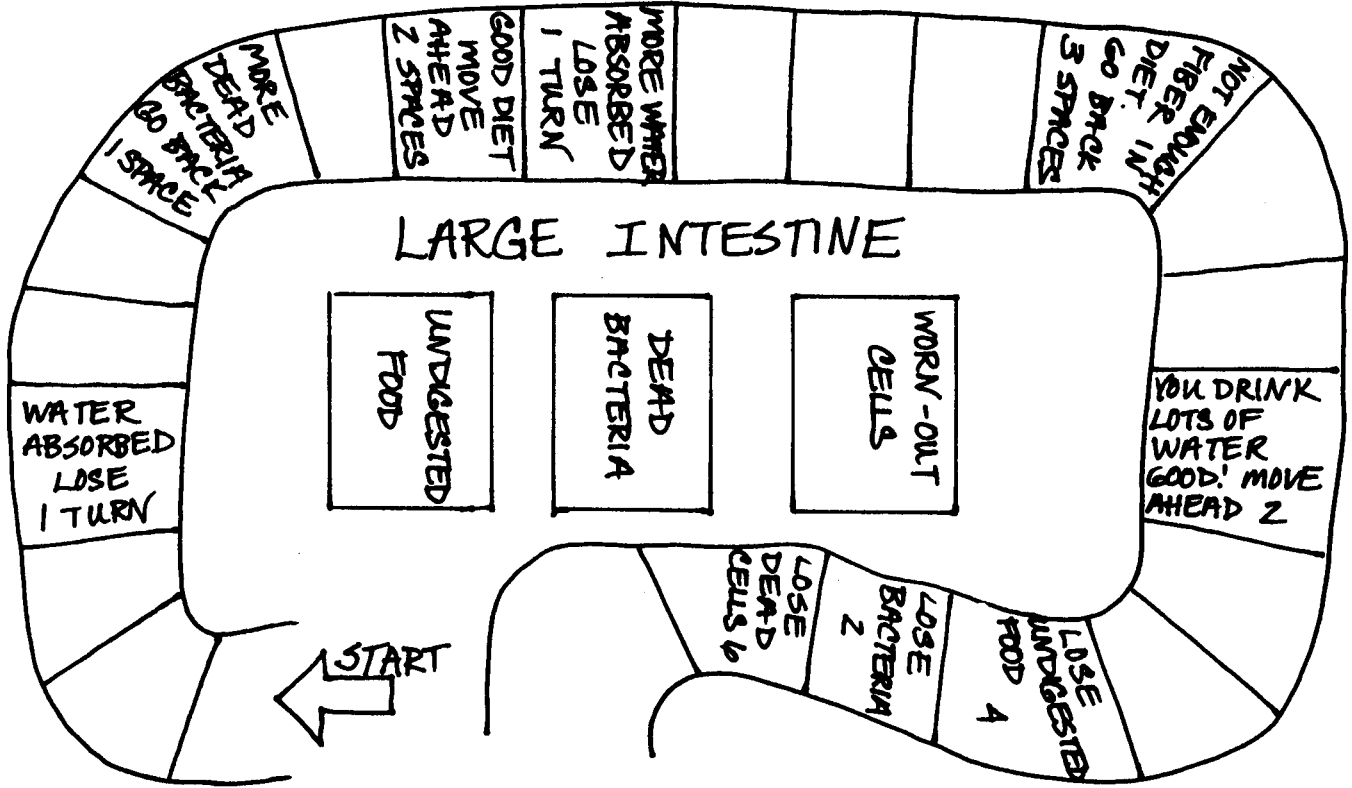 LARGE INTESTINE
UNDIGESTED
FOOD
DEAD
BACTERIA
WORN-OUT
CELLS
START
WATER
ABSORBED
LOSE
1 TURN
MORE
DEAD
BACTERIA
GO BACK
1 SPACE
GOOD DIET
MOVE
AHEAD
2 SPACES
MORE WATER
ABSORBED
LOSE
1 TURN
NOT ENOUGH
FIBER IN
DIET.
GO BACK
3 SPACES
YOU DRINK
LOTS OF
WATER
GOOD! MOVE
AHEAD 2
LOSE
UNDIGESTED
FOOD
4
LOSE
BACTERIA
2
LOSE
DEAD
CELLS 6